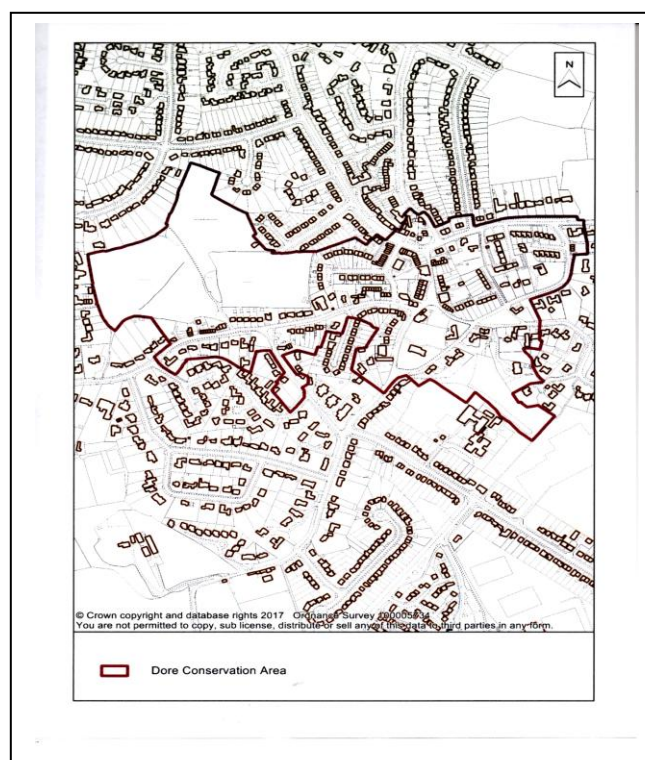 N
© Crown copyright and database rights 2017 Ordnance Survey
You are not permitted to copy, sub license, distribute or sell any of this data to third parties in any form.
Dore Conservation Area